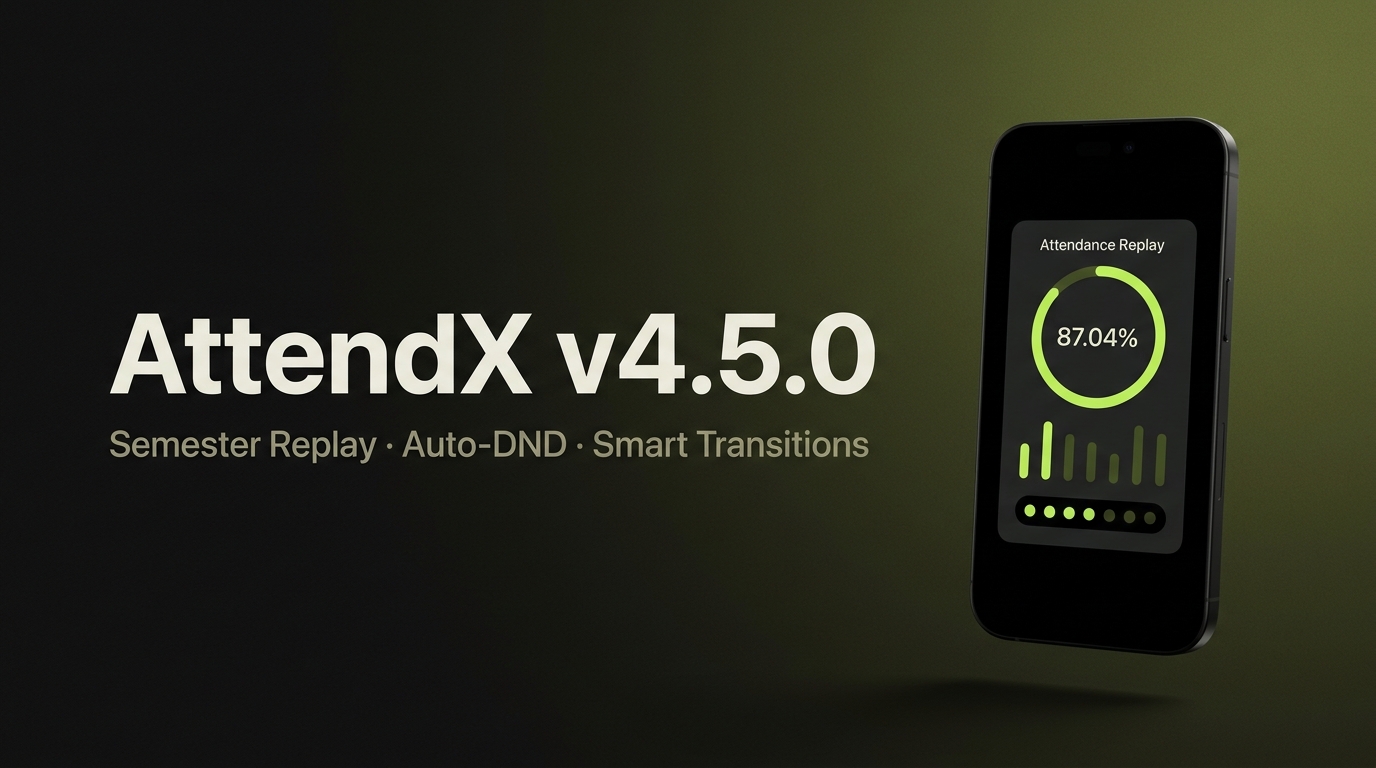 AttendX v4.5.0
Semester Replay · Auto-DND · Smart Transitions
Attendance Replay
87.04%